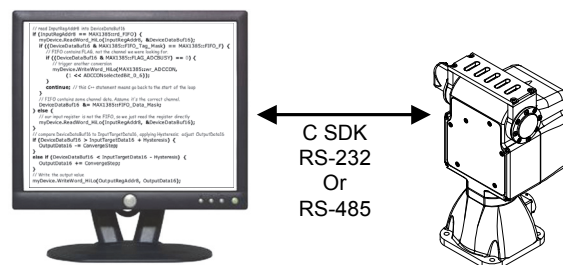 // read InputRegAddr8 into DeviceDataBuf16
if (InputRegAddr8 == MAX1385ccrd_FIFO) {
myDevice.ReadWord_HiLo(InputRegAddr8, &DeviceDataBuf16);
if ((DeviceDataBuf16 & MAX1385ccFIFO_Tag_Mask) == MAX1385ccFIFO_F) {
// FIFO contains FLAG, not the channel we were looking for
if ((DeviceDataBuf16 & MAX1385ccFLAG_ADCBUSY) == 0) {
// trigger another conversion
myDevice.WriteWord_HiLo(MAX1385ccwr_ADCCON,
(1 << ADCCONselectedBit_0_6));
}
continue; // this C++ statement means go back to the start of the loop
}
// FIFO contains some channel data. Assume it's the correct channel.
DeviceDataBuf16 &= MAX1385ccFIFO_Data_Mask;
} else {
// our input register is not the FIFO, so we just need the register directly
myDevice.ReadWord_HiLo(InputRegAddr8, &DeviceDataBuf16);
}
// compare DeviceDataBuf16 to InputTargetData16, applying Hysteresis adjust OutputData16
if (DeviceDataBuf16 > InputTargetData16 + Hysteresis) {
OutputData16 -= ConvergeStep;
}
else if (DeviceDataBuf16 < InputTargetData16 - Hysteresis) {
OutputData16 += ConvergeStep;
}
// Write the output value
myDevice.WriteWord_HiLo(OutputRegAddr8, OutputData16);
C SDK
RS-232
Or
RS-485